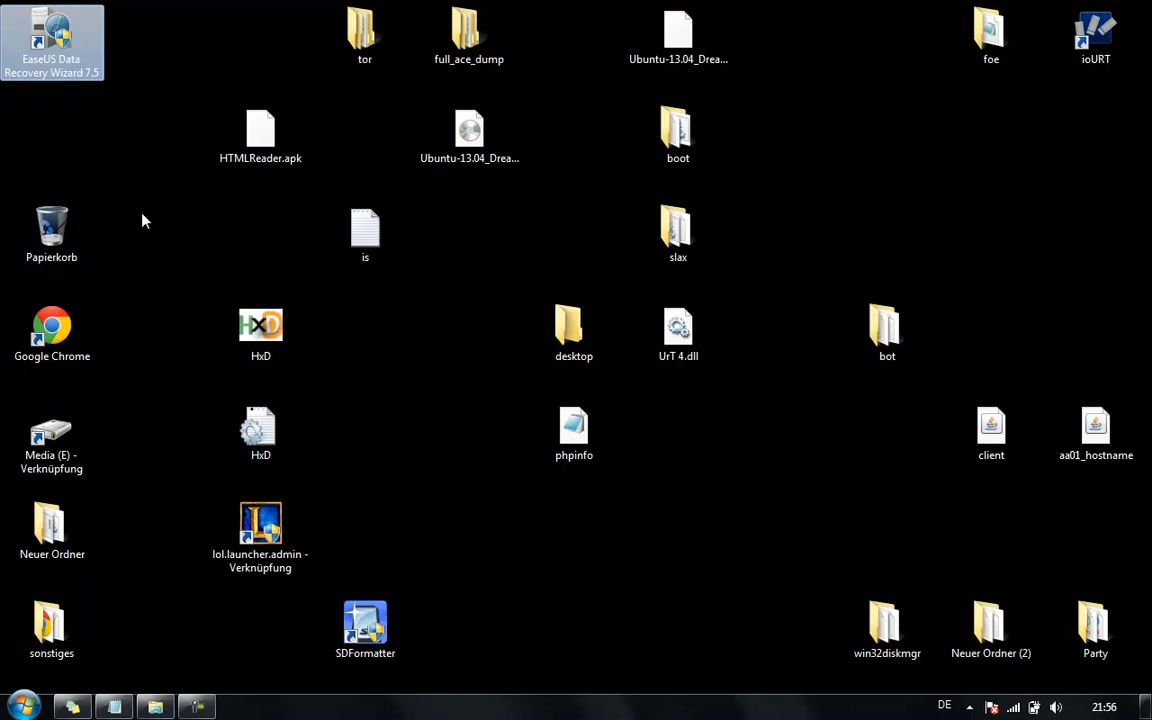 EaseUS Data
Recovery Wizard 7.5
tor
full_ace_dump
Ubuntu-13.04_Drea...
foe
ioURT
HTMLReader.apk
Ubuntu-13.04_Drea...
boot
Papierkorb
is
slax
Google Chrome
HxD
desktop
UrT 4.dll
bot
Media (E) -
Verknüpfung
HxD
phpinfo
client
aa01_hostname
Neuer Ordner
lol.launcher.admin -
Verknüpfung
sonstiges
SDFormatter
win32diskmgr
Neuer Ordner (2)
Party
DE
21:56